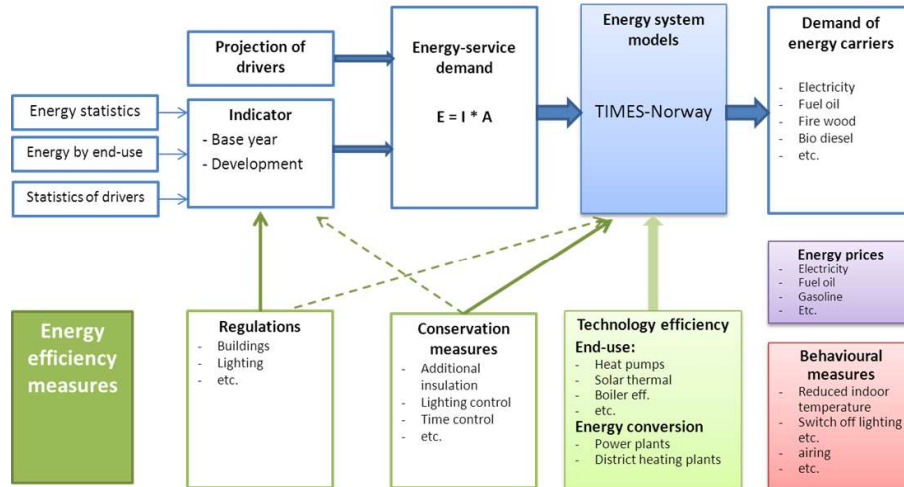 Projection of
drivers
Energy-service
demand
E = I * A
Energy system
models
TIMES-Norway
Demand of
energy carriers
- Electricity
- Fuel oil
- Fire wood
- Bio diesel
- etc.
Energy statistics
Energy by end-use
Statistics of drivers
Indicator
- Base year
- Development
Energy prices
- Electricity
- Fuel oil
- Gasoline
- Etc.
Energy
efficiency
measures
Regulations
- Buildings
- Lighting
- etc.
Conservation
measures
- Additional
insulation
- Lighting control
- Time control
- etc.
Technology efficiency
End-use:
- Heat pumps
- Solar thermal
- Boiler eff.
- etc.
Energy conversion
- Power plants
- District heating plants
Behavioural
measures
- Reduced indoor
temperature
- Switch off lighting
etc.
- airing
- etc.